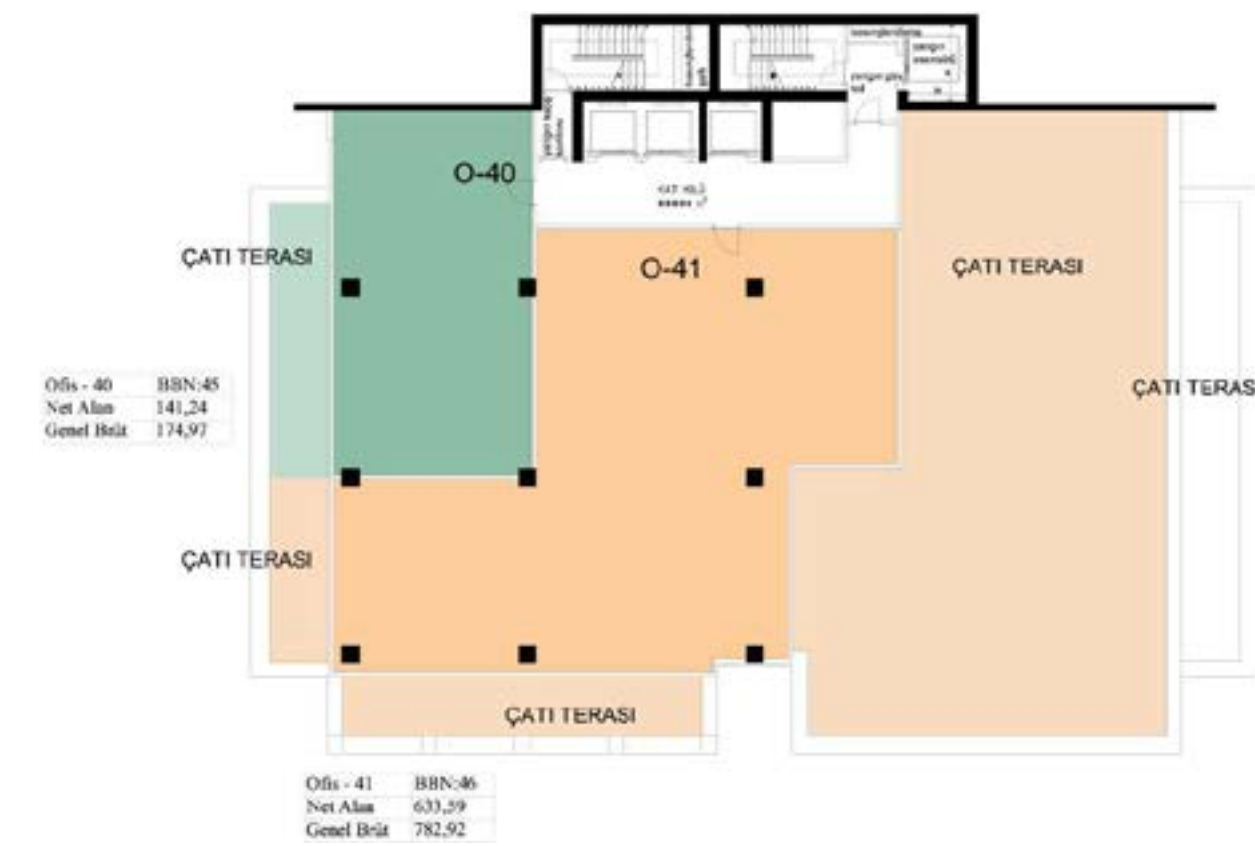 O-40
O-41
ÇATI TERASI
ÇATI TERASI
ÇATI TERAS
Ofis - 40 BBN:45
Net Alan 141,24
Genel Brüt 174,97
ÇATI TERASI
ÇATI TERASI
Ofis - 41 BBN:46
Net Alan 633,59
Genel Brüt 782,92